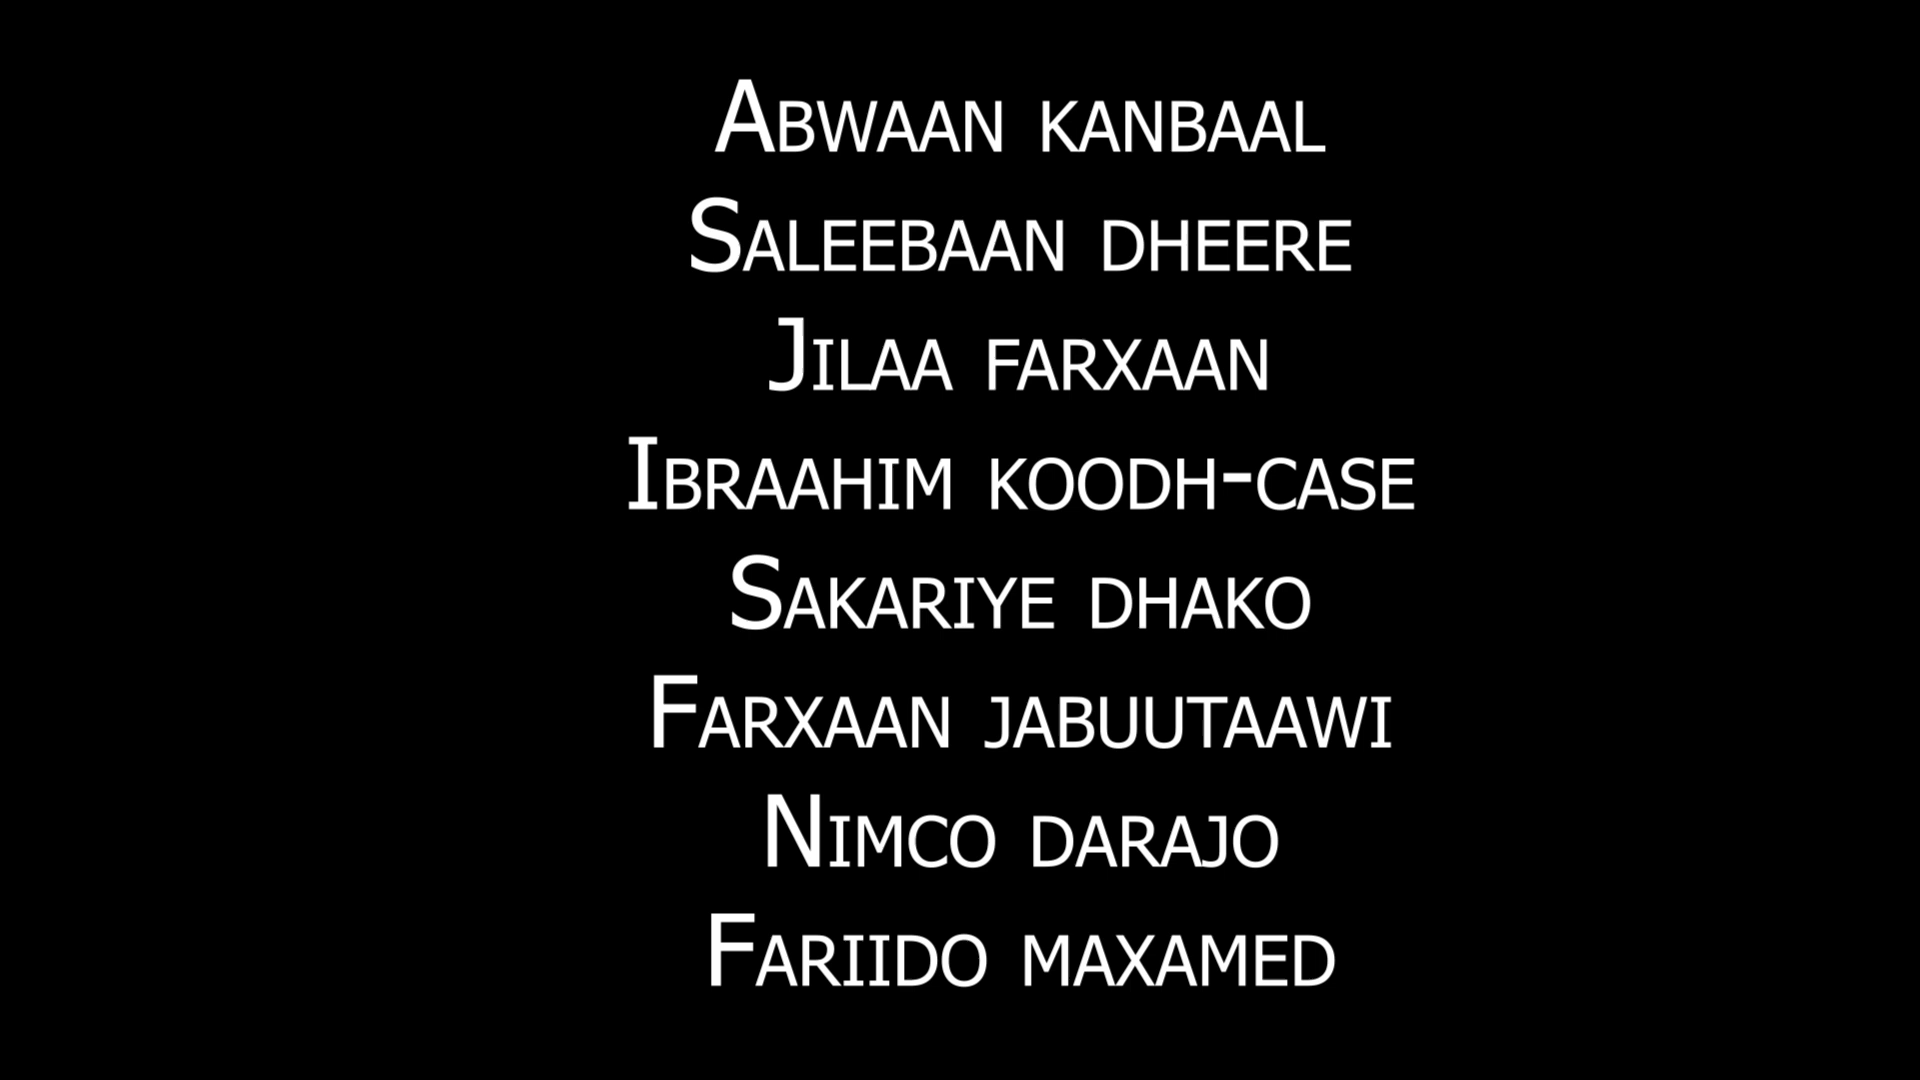 Abwaan kanbaal
Saleebaan dheere
Jilaa farxaan
Ibraahim koodh-case
Sakariye dhako
Farxaan jabuutaawi
Nimco darajo
Fariido maxamed